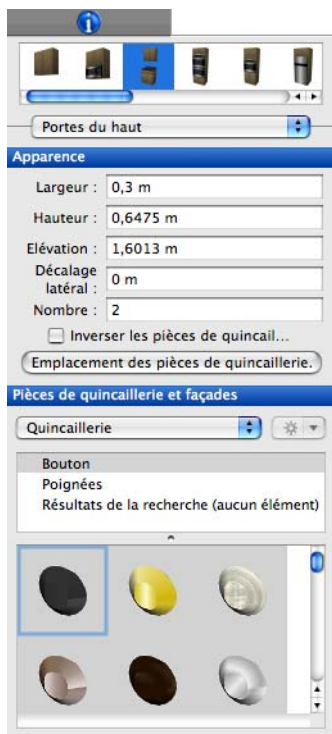 Portes du haut
Apparence
Largeur : 0,3 m
Hauteur : 0,6475 m
Elévation : 1,6013 m
Décalage
latéral : 0 m
Nombre : 2
Inverser les pièces de quincail...
Emplacement des pièces de quincaillerie.
Pièces de quincaillerie et façades
Quincaillerie
Bouton
Poignées
Résultats de la recherche (aucun élément)